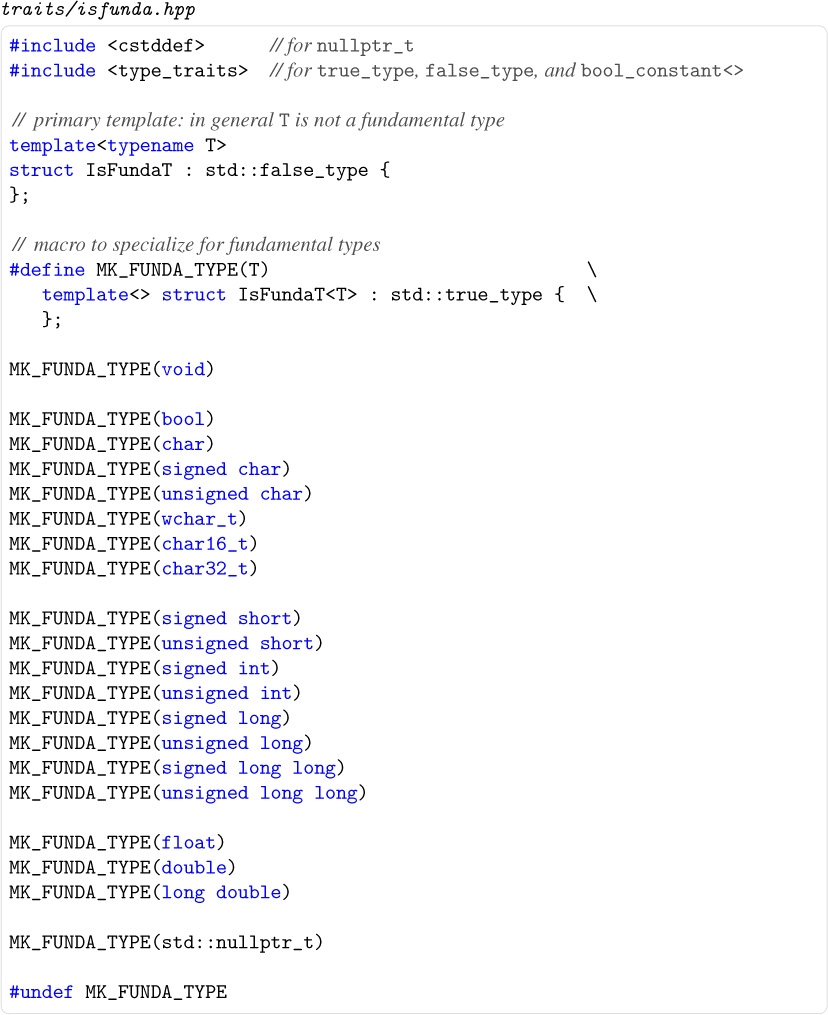 traits/isfunda.hpp
#include <cstddef>      // for nullptr_t
#include <type_traits>  // for true_type, false_type, and bool_constant<>
// primary template: in general T is not a fundamental type
template<typename T>
struct IsFundaT : std::false_type {
};
// macro to specialize for fundamental types
#define MK_FUNDA_TYPE(T)                             \
   template<> struct IsFundaT<T> : std::true_type {  \
   };
MK_FUNDA_TYPE(void)
MK_FUNDA_TYPE(bool)
MK_FUNDA_TYPE(char)
MK_FUNDA_TYPE(signed char)
MK_FUNDA_TYPE(unsigned char)
MK_FUNDA_TYPE(wchar_t)
MK_FUNDA_TYPE(char16_t)
MK_FUNDA_TYPE(char32_t)
MK_FUNDA_TYPE(signed short)
MK_FUNDA_TYPE(unsigned short)
MK_FUNDA_TYPE(signed int)
MK_FUNDA_TYPE(unsigned int)
MK_FUNDA_TYPE(signed long)
MK_FUNDA_TYPE(unsigned long)
MK_FUNDA_TYPE(signed long long)
MK_FUNDA_TYPE(unsigned long long)
MK_FUNDA_TYPE(float)
MK_FUNDA_TYPE(double)
MK_FUNDA_TYPE(long double)
MK_FUNDA_TYPE(std::nullptr_t)
#undef MK_FUNDA_TYPE